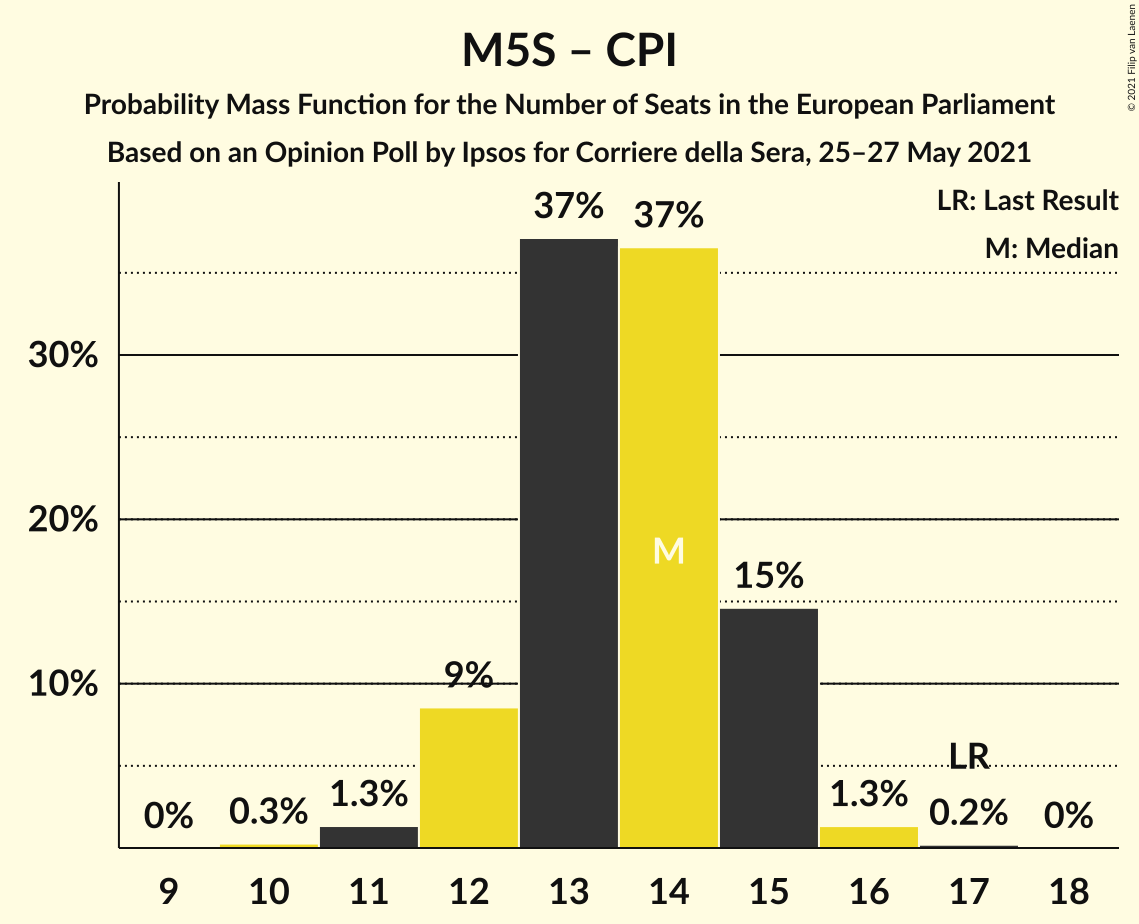 M5S – CPI
Probability Mass Function for the Number of Seats in the European Parliament
Based on an Opinion Poll by Ipsos for Corriere della Sera, 25–27 May 2021
© 2021 Filip van Laenen
LR: Last Result
M: Median
37%
37%
30%
20%
M
15%
10%
9%
LR
0%
0.3%
1.3%
1.3%
0.2%
0%
9 10 11 12 13 14 15 16 17 18